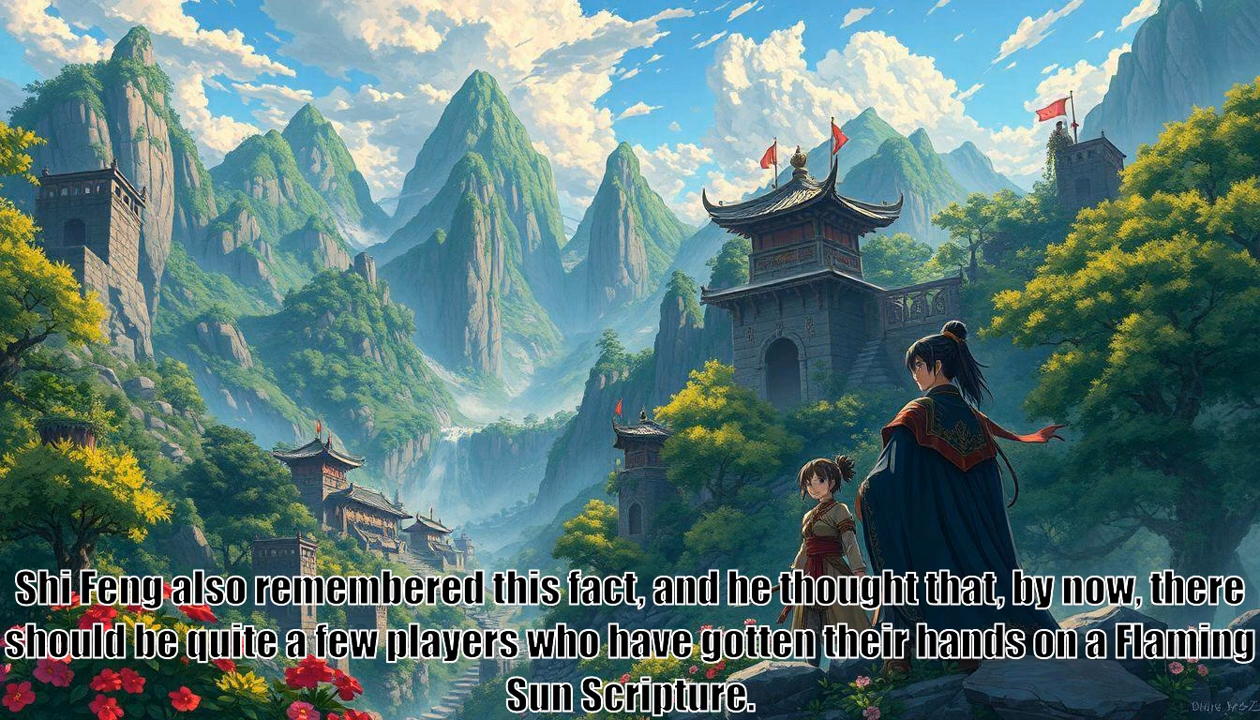 Shi Feng also remembered this fact, and he thought that, by now, there
should be quite a few players who have gotten their hands on a Flaming
Sun Scripture.